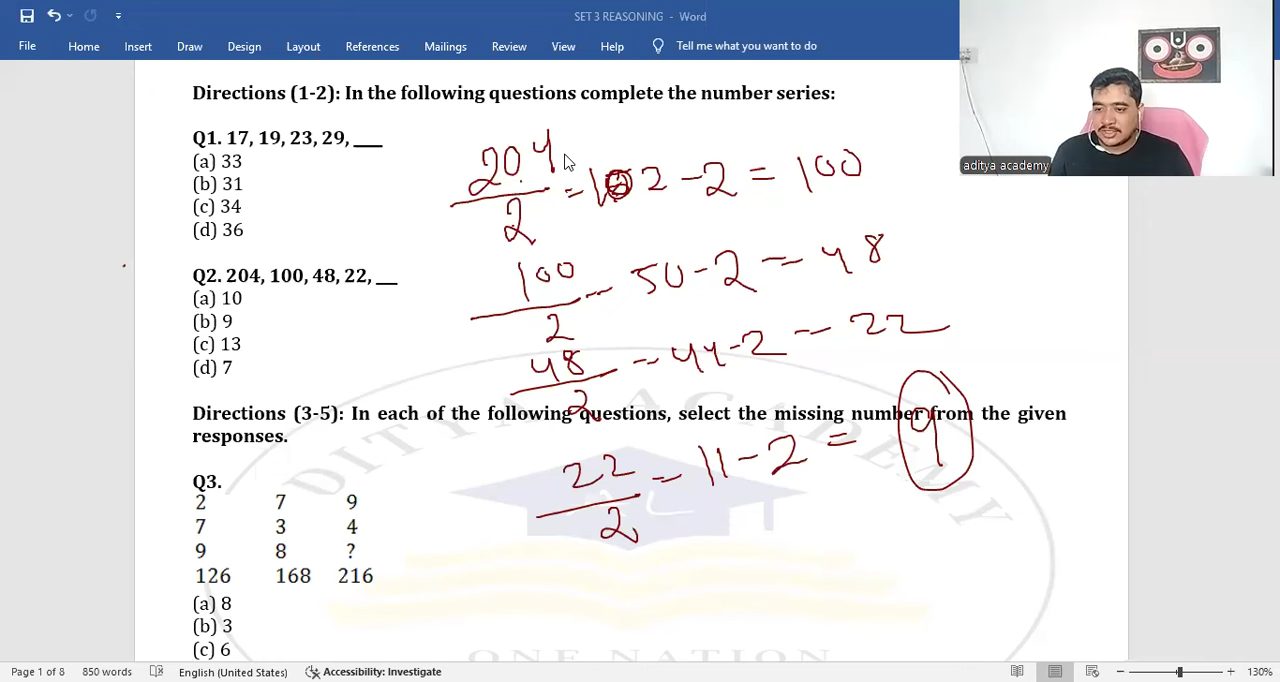 SET 3 REASONING - Word
File Home Insert Draw Design Layout References Mailings Review View Help Tell me what you want to do
aditya academy
Directions (1-2): In the following questions complete the number series:
Q1. 17, 19, 23, 29, ___
(a) 33
(b) 31
(c) 34
(d) 36
204/2 = 102 - 2 = 100
Q2. 204, 100, 48, 22, __
(a) 10
(b) 9
(c) 13
(d) 7
100/2 - 50 - 2 = 48
48/2 - 44 - 2 - 22
Directions (3-5): In each of the following questions, select the missing number from the given
responses.
22/2 = 11 - 2 = 9
Q3.
2 7 9
7 3 4
9 8 ?
126 168 216
(a) 8
(b) 3
(c) 6
DITYA ACADEMY
ONE NATION
Page 1 of 8 850 words English (United States) Accessibility: Investigate 130%